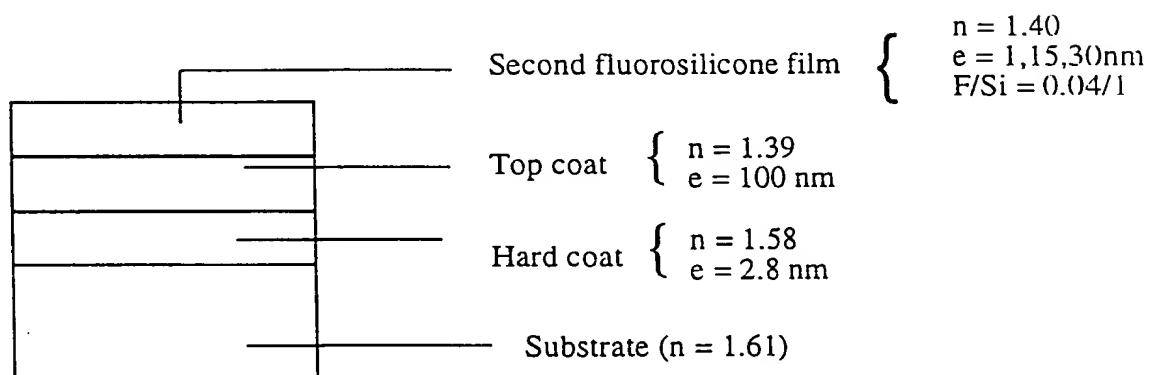 n = 1.40
Second fluorosilicone film { e = 1,15,30nm
F/Si = 0.04/1
Top coat { n = 1.39
e = 100 nm
Hard coat { n = 1.58
e = 2.8 nm
Substrate (n = 1.61)